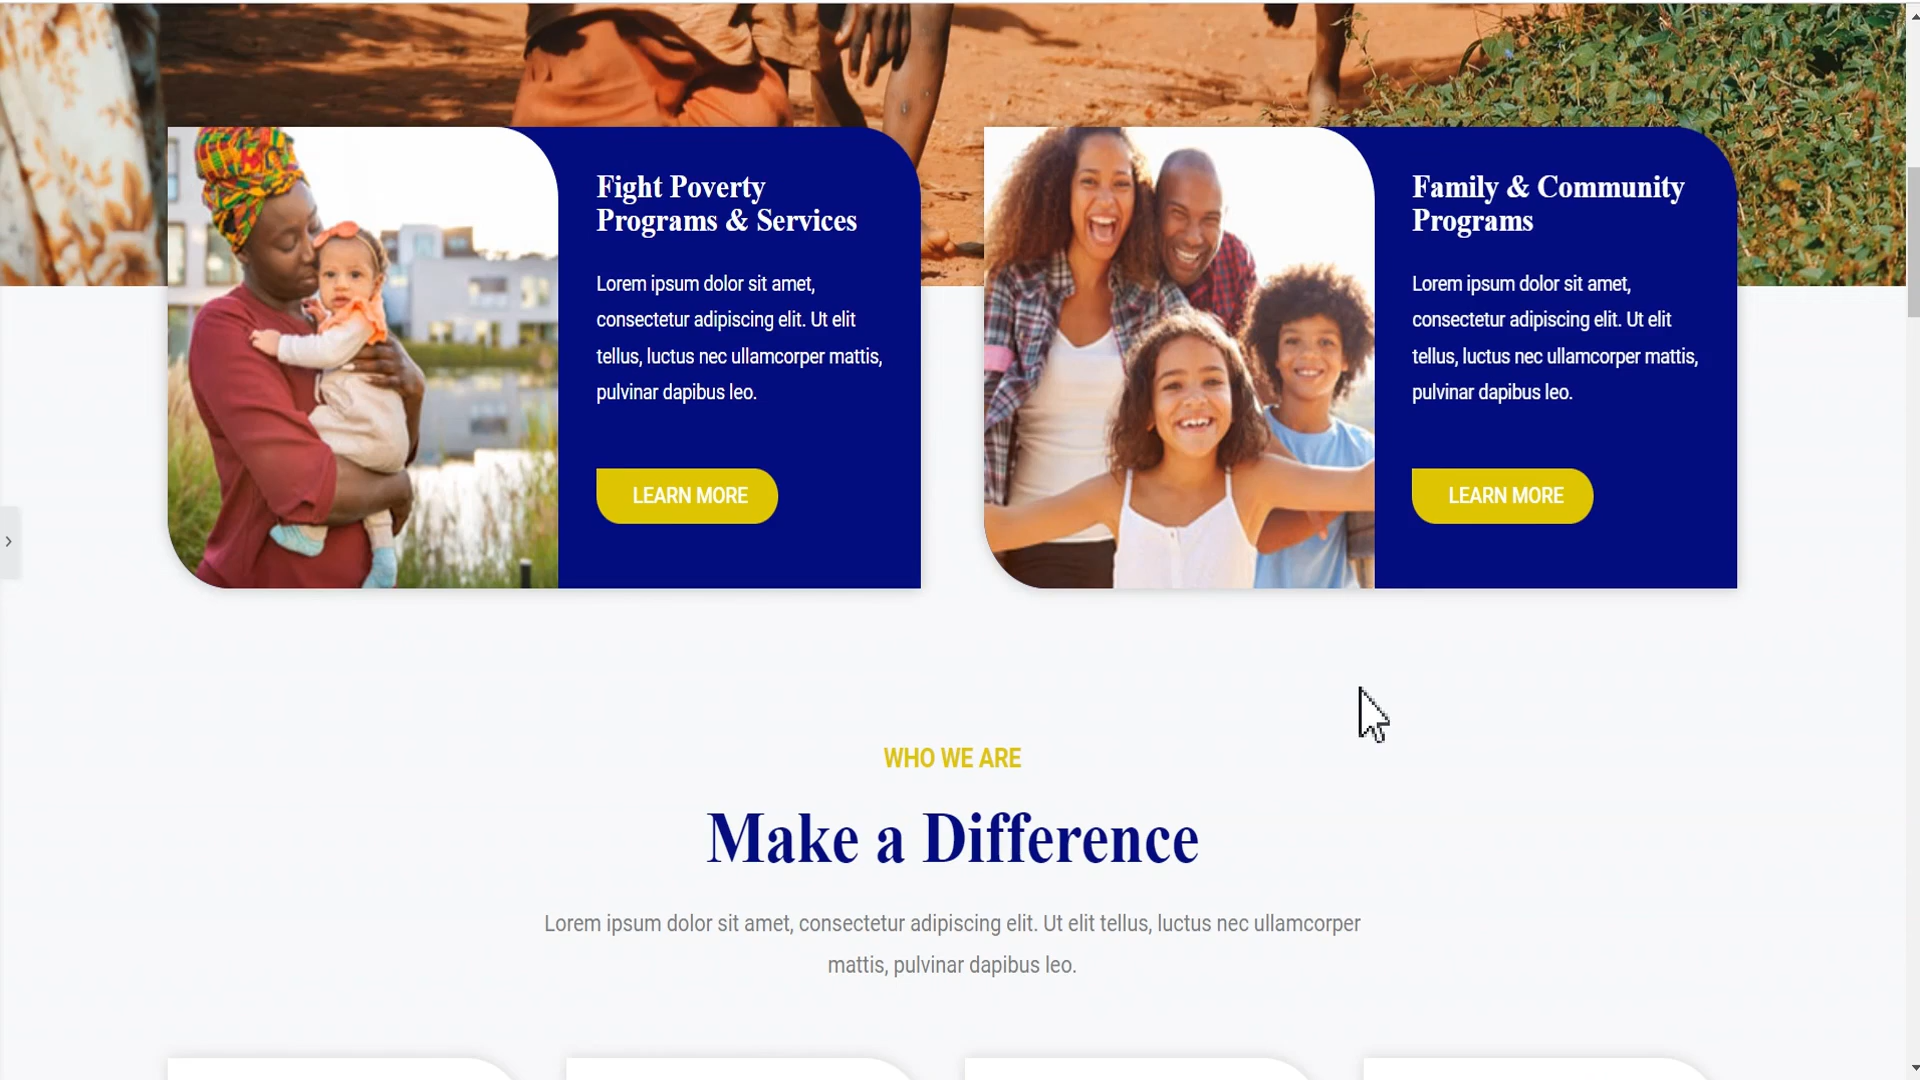 Fight Poverty
Programs & Services
Lorem ipsum dolor sit amet,
consectetur adipiscing elit. Ut elit
tellus, luctus nec ullamcorper mattis,
pulvinar dapibus leo.
LEARN MORE
Family & Community
Programs
Lorem ipsum dolor sit amet,
consectetur adipiscing elit. Ut elit
tellus, luctus nec ullamcorper mattis,
pulvinar dapibus leo.
LEARN MORE
WHO WE ARE
Make a Difference
Lorem ipsum dolor sit amet, consectetur adipiscing elit. Ut elit tellus, luctus nec ullamcorper
mattis, pulvinar dapibus leo.